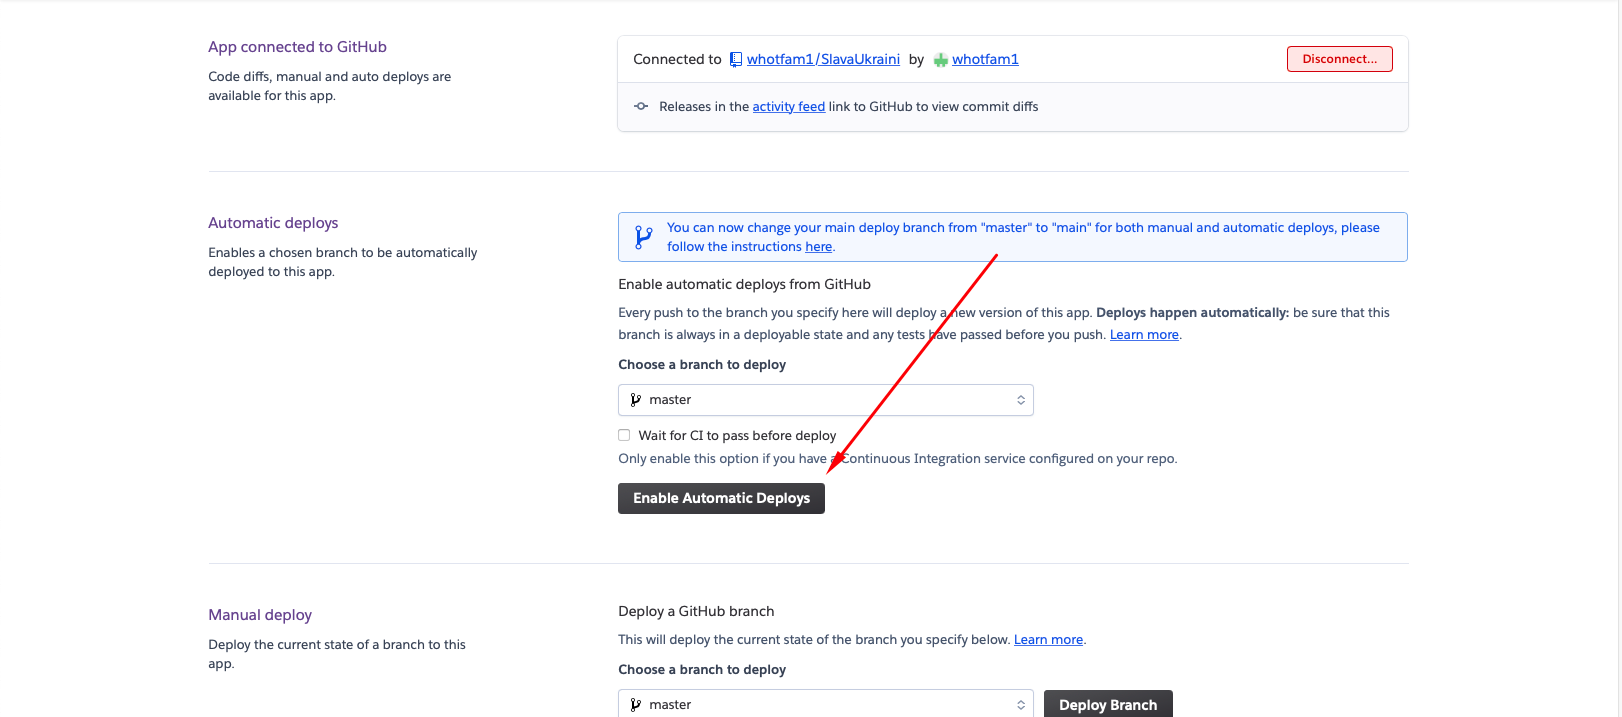 App connected to GitHub
Code diffs, manual and auto deploys are
available for this app.
Connected to whotfam1/SlavaUkraini by whotfam1
Disconnect...
Releases in the activity feed link to GitHub to view commit diffs
Automatic deploys
Enables a chosen branch to be automatically
deployed to this app.
You can now change your main deploy branch from "master" to "main" for both manual and automatic deploys, please
follow the instructions here.
Enable automatic deploys from GitHub
Every push to the branch you specify here will deploy a new version of this app. Deploys happen automatically: be sure that this
branch is always in a deployable state and any tests have passed before you push. Learn more.
Choose a branch to deploy
master
Wait for CI to pass before deploy
Only enable this option if you have a Continuous Integration service configured on your repo.
Enable Automatic Deploys
Manual deploy
Deploy the current state of a branch to this
app.
Deploy a GitHub branch
This will deploy the current state of the branch you specify below. Learn more.
Choose a branch to deploy
master
Deploy Branch